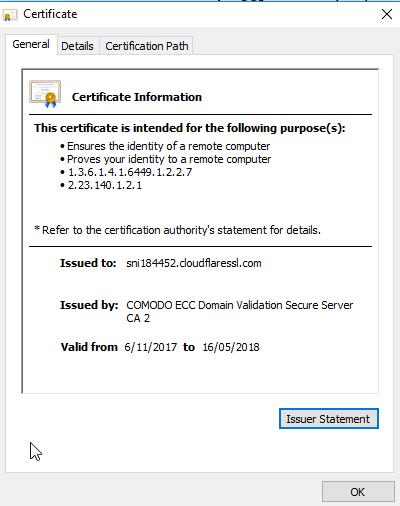 Certificate
General Details Certification Path
Certificate Information
This certificate is intended for the following purpose(s):
• Ensures the identity of a remote computer
• Proves your identity to a remote computer
• 1.3.6.1.4.1.6449.1.2.2.7
• 2.23.140.1.2.1
* Refer to the certification authority's statement for details.
Issued to: sni184452.cloudflaressl.com
Issued by: COMODO ECC Domain Validation Secure Server
CA 2
Valid from 6/11/2017 to 16/05/2018
Issuer Statement
OK